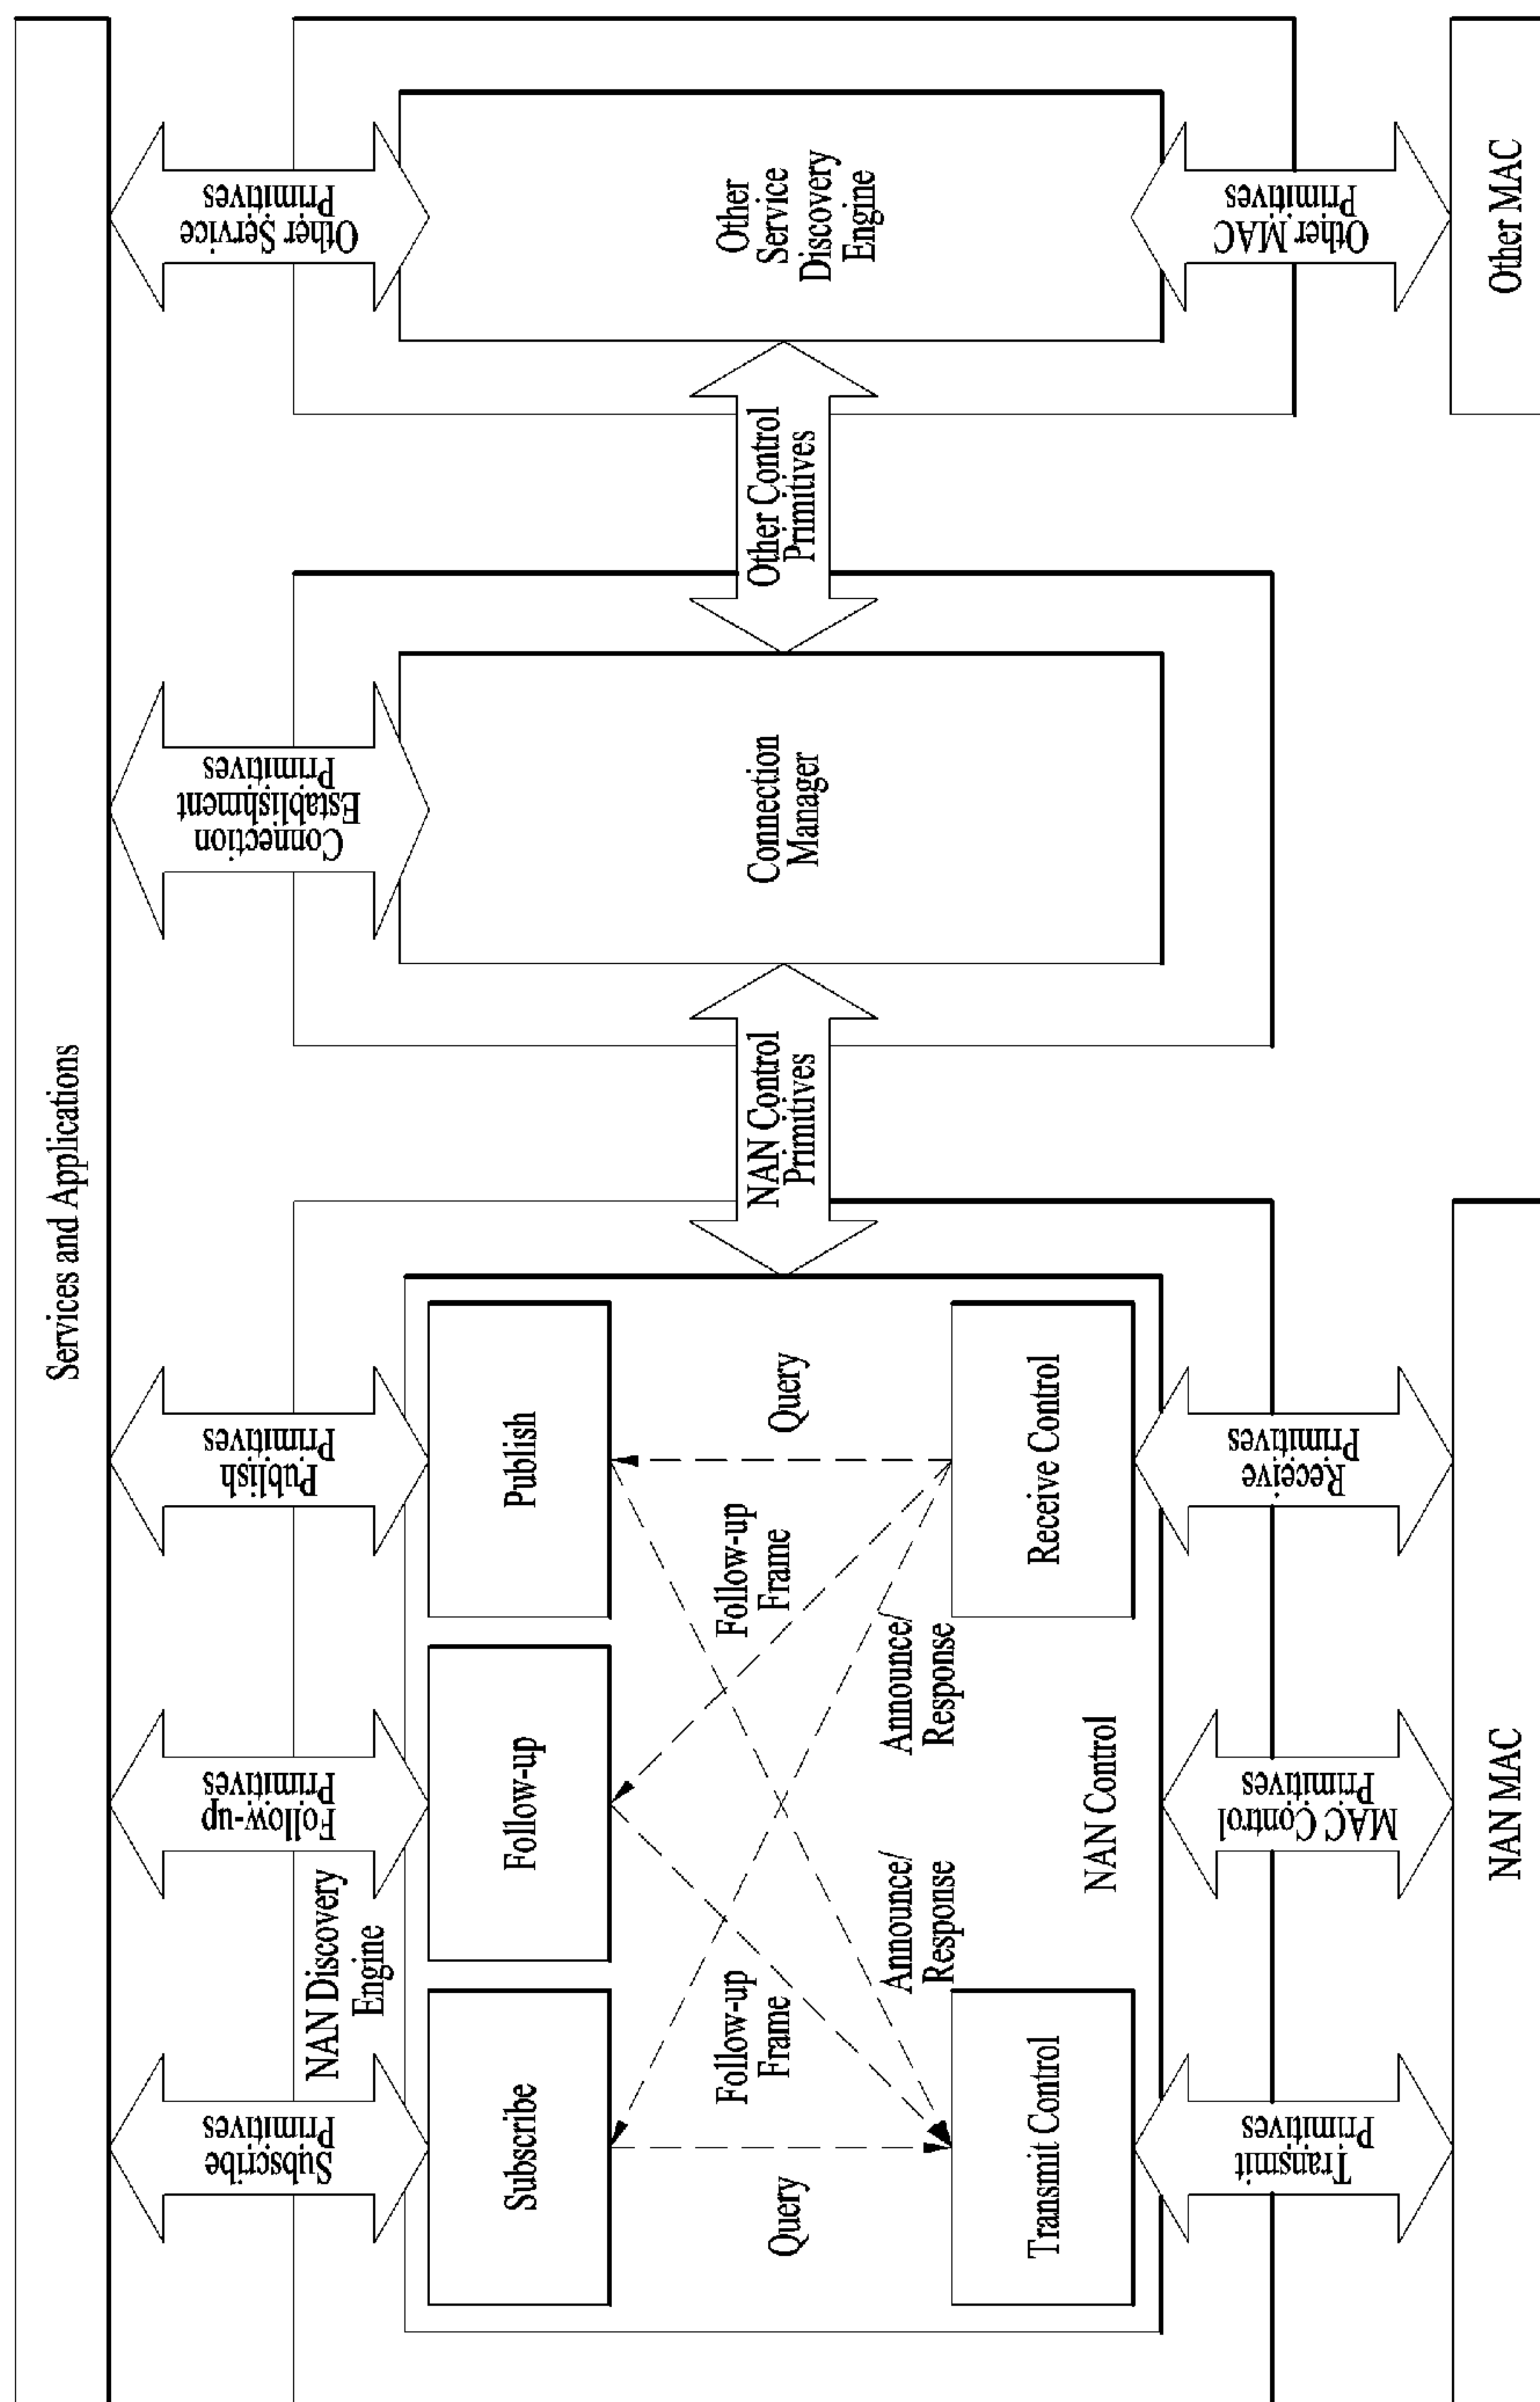 Services and Applications
Subscribe
Primitives
Follow-up
Primitives
Publish
Primitives
Connection
Establishment
Primitives
Other Service
Primitives
NAN Discovery
Engine
Subscribe
Follow-up
Publish
Query
Follow-up
Frame
Announce/
Response
Follow-up
Frame
Announce/
Response
Query
Transmit Control
Receive Control
NAN Control
NAN Control
Primitives
Connection
Manager
Other Control
Primitives
Other
Service
Discovery
Engine
Transmit
Primitives
MAC Control
Primitives
Receive
Primitives
Other MAC
Primitives
NAN MAC
Other MAC